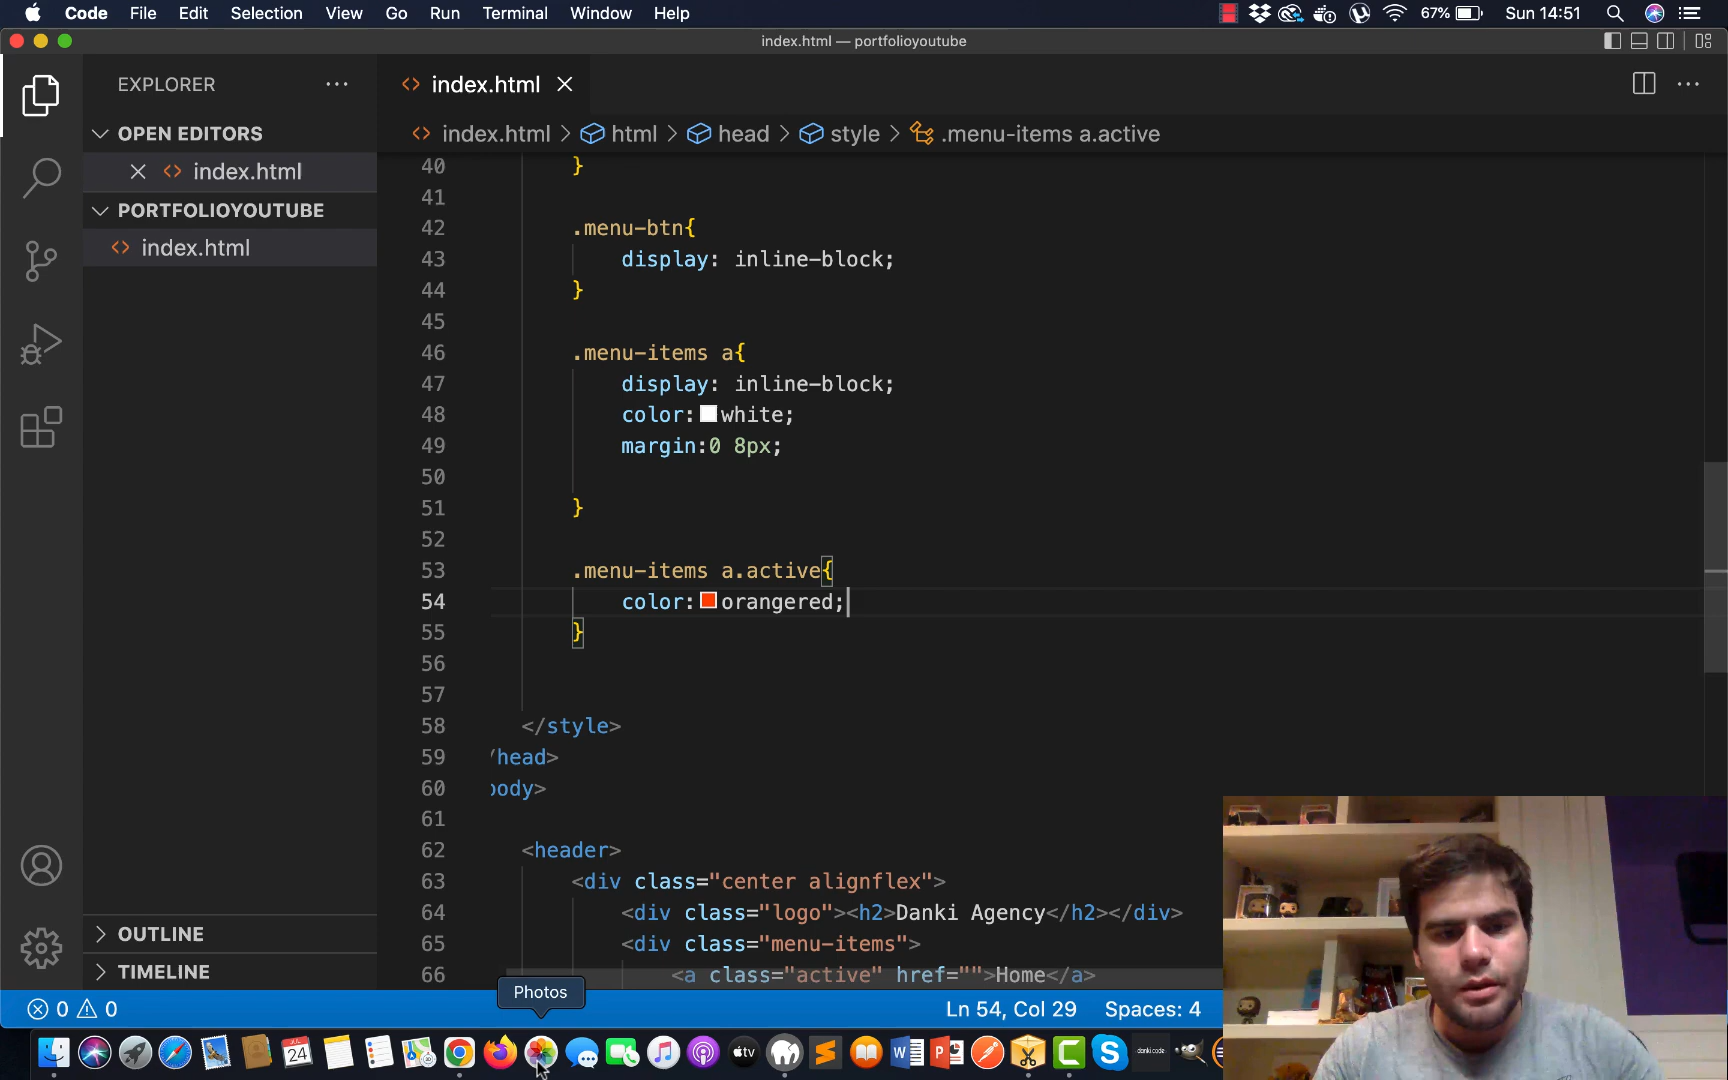 Code File Edit Selection View Go Run Terminal Window Help 67% Sun 14:51
index.html — portfolioyoutube
EXPLORER
index.html
OPEN EDITORS
index.html
PORTFOLIOYOUTUBE
index.html
index.html > html > head > style > .menu-items a.active
40 }
41
42 .menu-btn{
43 display: inline-block;
44 }
45
46 .menu-items a{
47 display: inline-block;
48 color: white;
49 margin:0 8px;
50
51 }
52
53 .menu-items a.active{
54 color: orangered;
55 }
56
57
58 </style>
59 /head>
60 body>
61
62 <header>
63 <div class="center alignflex">
64 <div class="logo"><h2>Danki Agency</h2></div>
65 <div class="menu-items">
66 <a class="active" href="">Home</a>
OUTLINE
TIMELINE
Photos
0 0 Ln 54, Col 29 Spaces: 4
24
tv
danki code